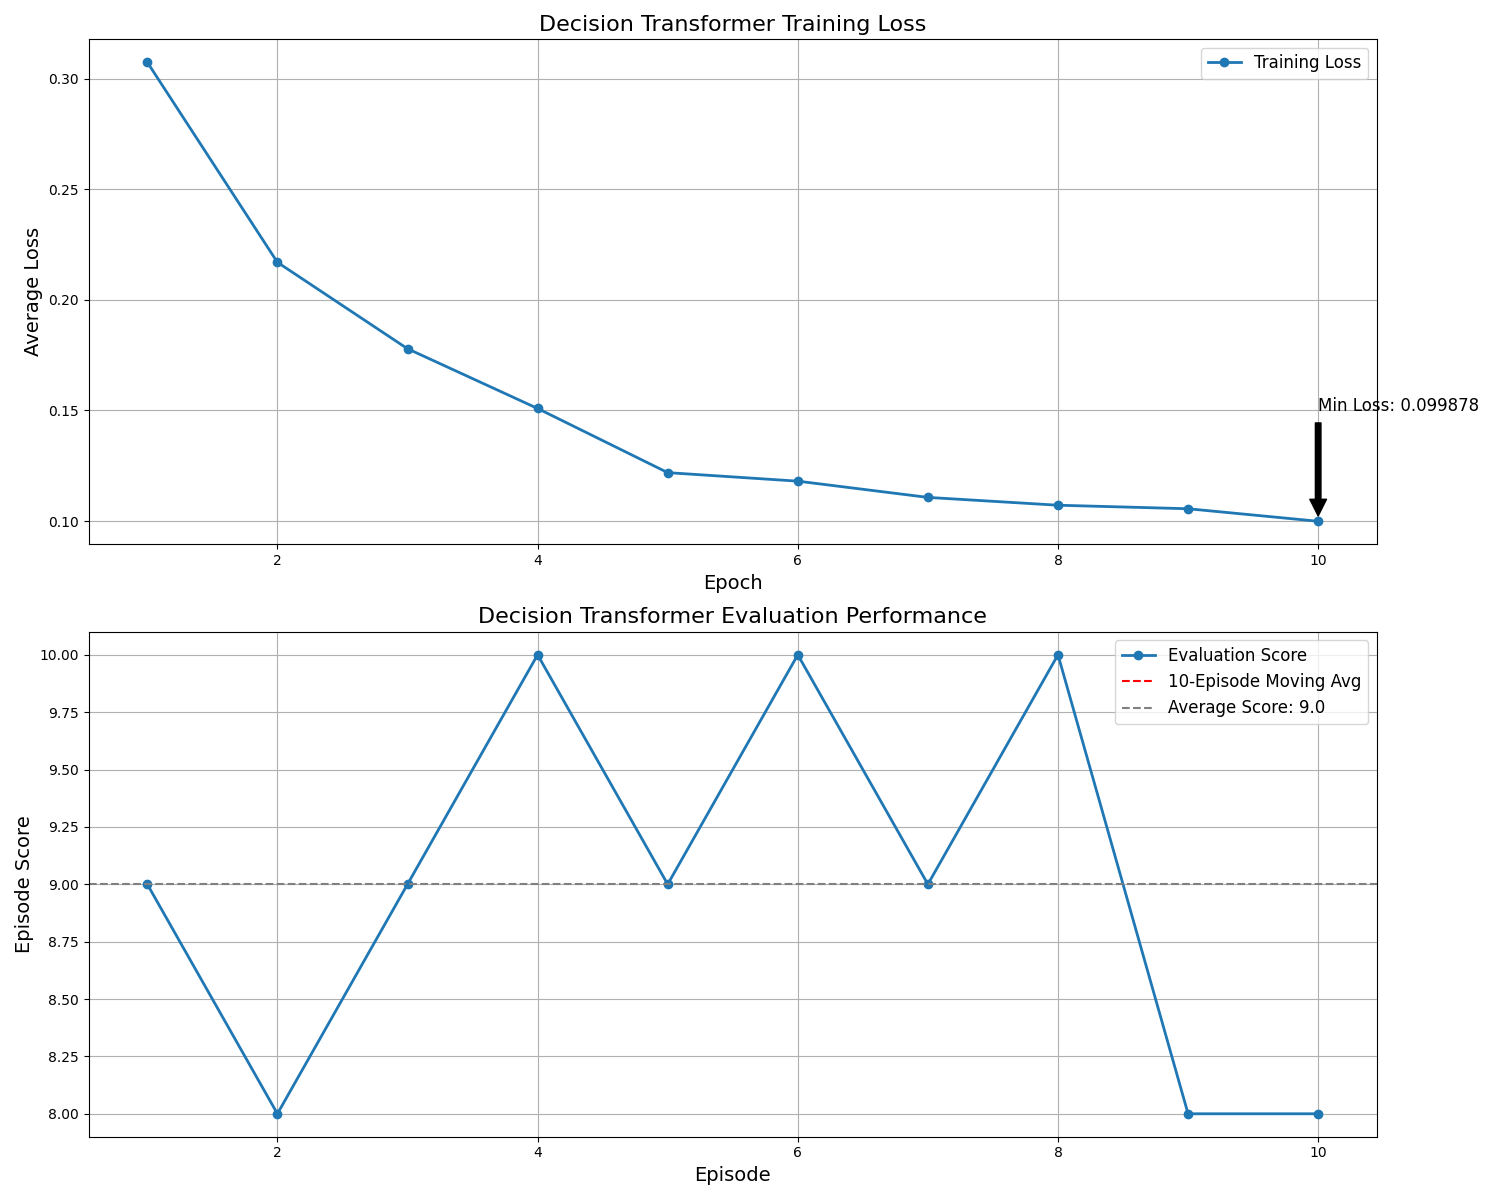 Decision Transformer Training Loss
Training Loss
0.30
0.25
0.20
0.15
0.10
Average Loss
Min Loss: 0.099878
2 4 6 8 10
Epoch
Decision Transformer Evaluation Performance
Evaluation Score
10-Episode Moving Avg
Average Score: 9.0
10.00
9.75
9.50
9.25
9.00
8.75
8.50
8.25
8.00
Episode Score
2 4 6 8 10
Episode